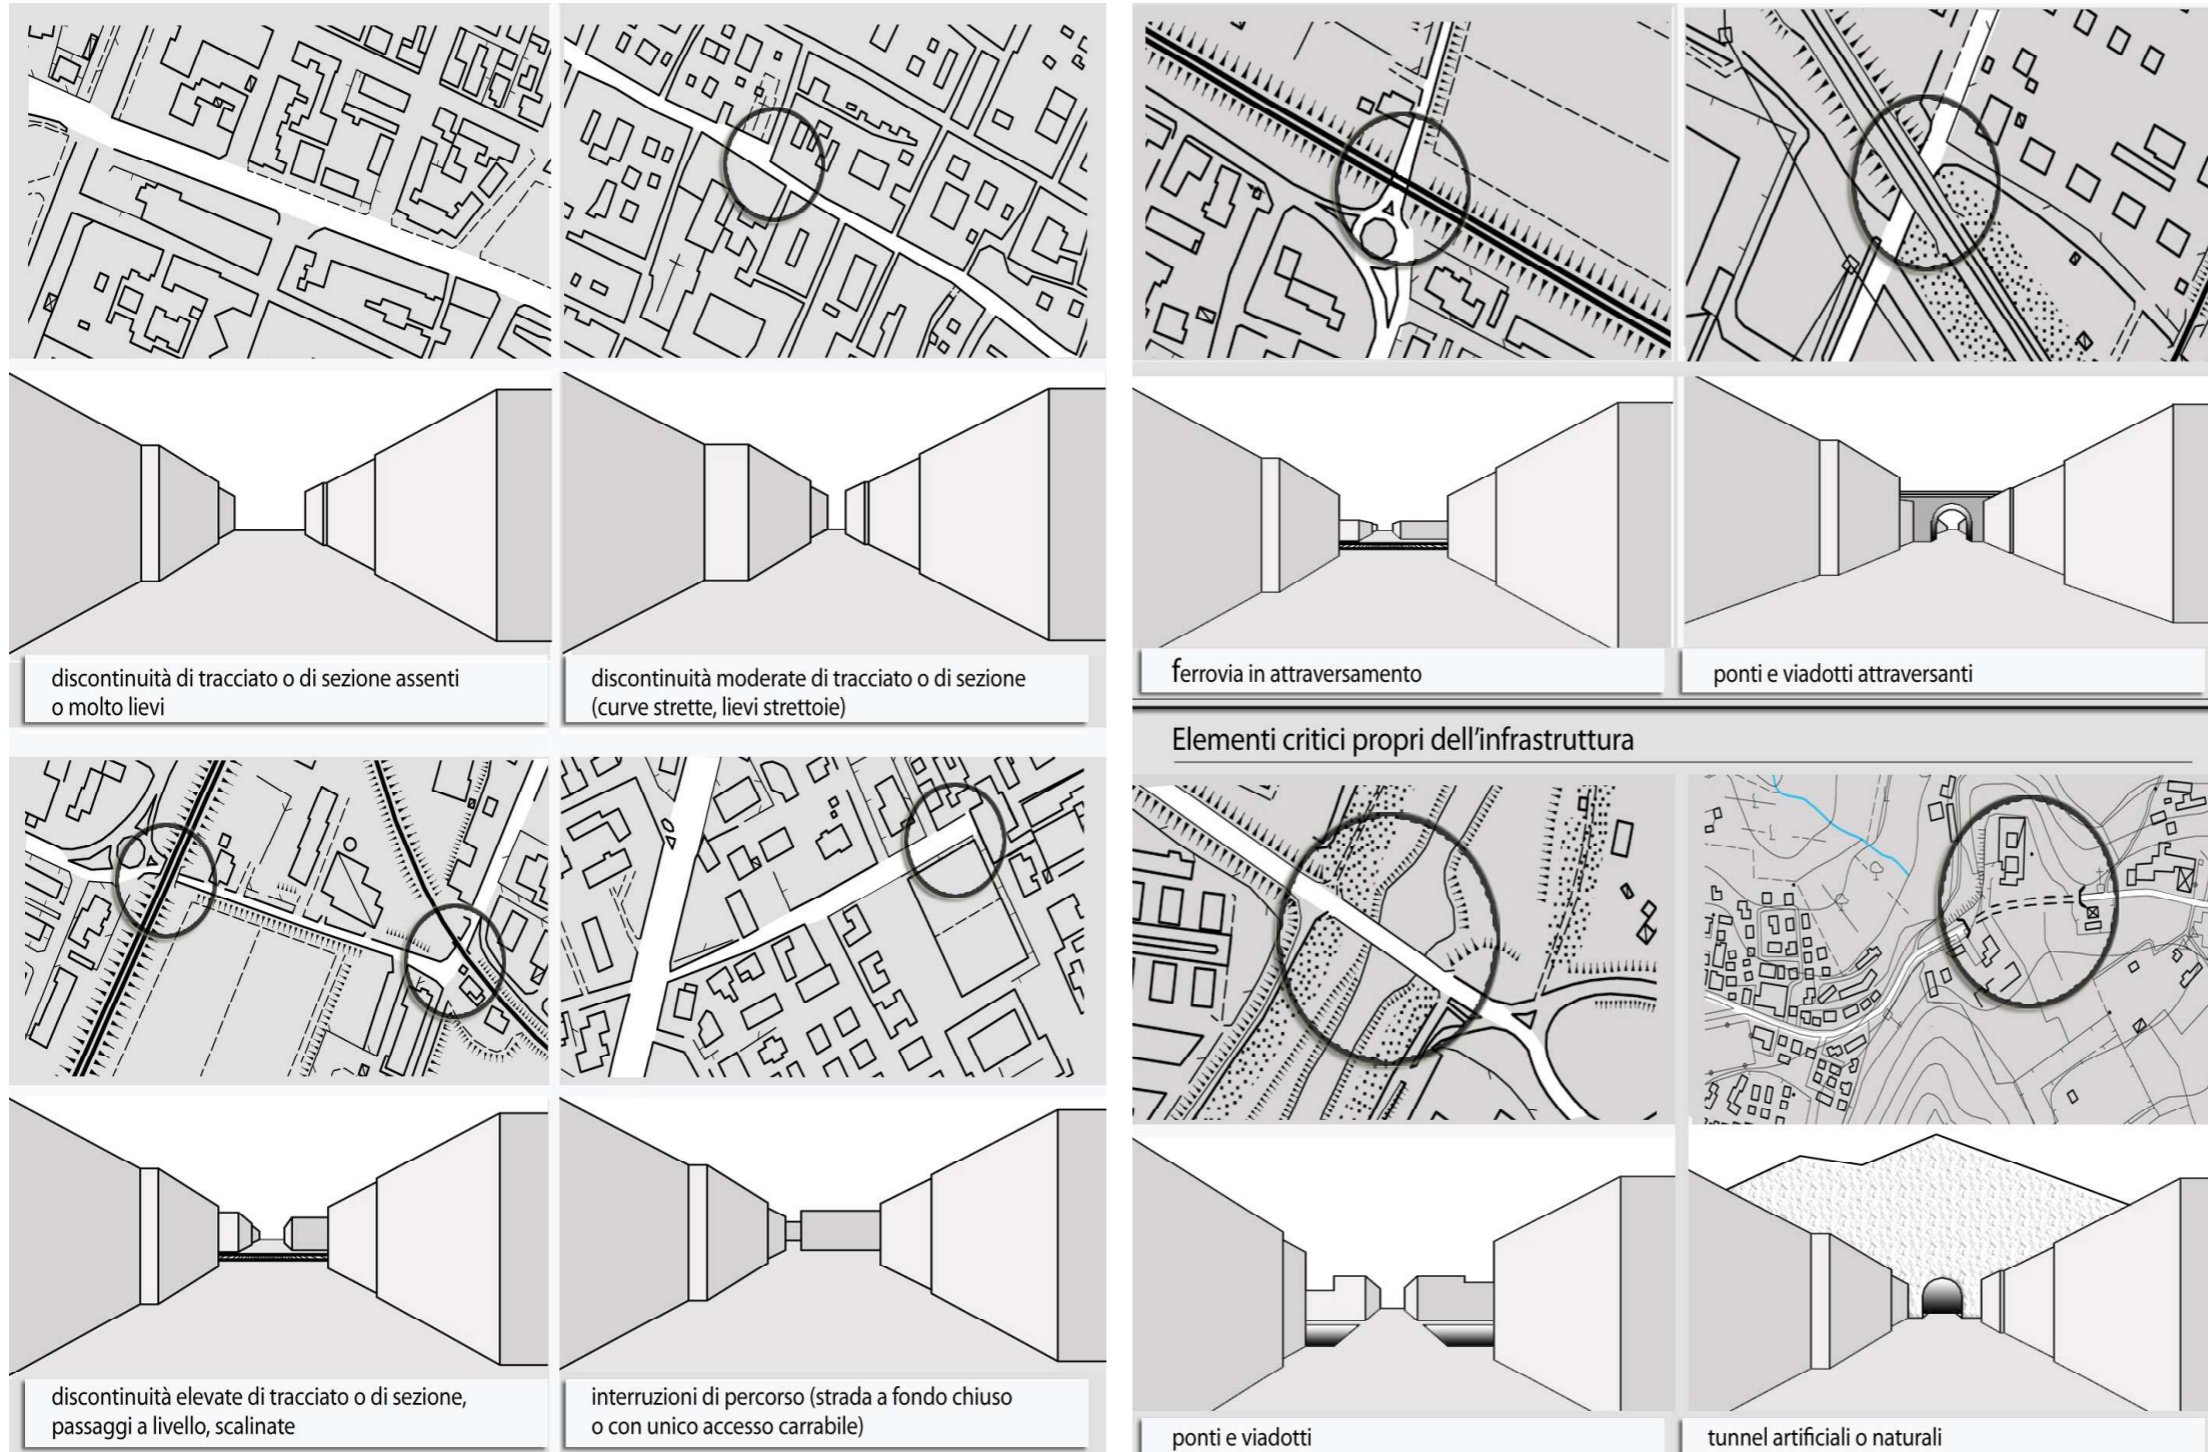 discontinuità di tracciato o di sezione assenti
o molto lievi
discontinuità moderate di tracciato o di sezione
(curve strette, lievi strettoie)
discontinuità elevate di tracciato o di sezione,
passaggi a livello, scalinate
interruzioni di percorso (strada a fondo chiuso
o con unico accesso carrabile)
ferrovia in attraversamento
ponti e viadotti attraversanti
Elementi critici propri dell'infrastruttura
ponti e viadotti
tunnel artificiali o naturali